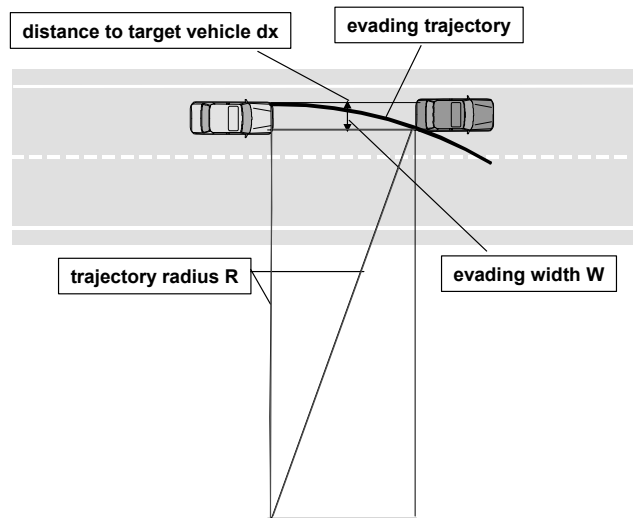 distance to target vehicle dx
evading trajectory
trajectory radius R
evading width W